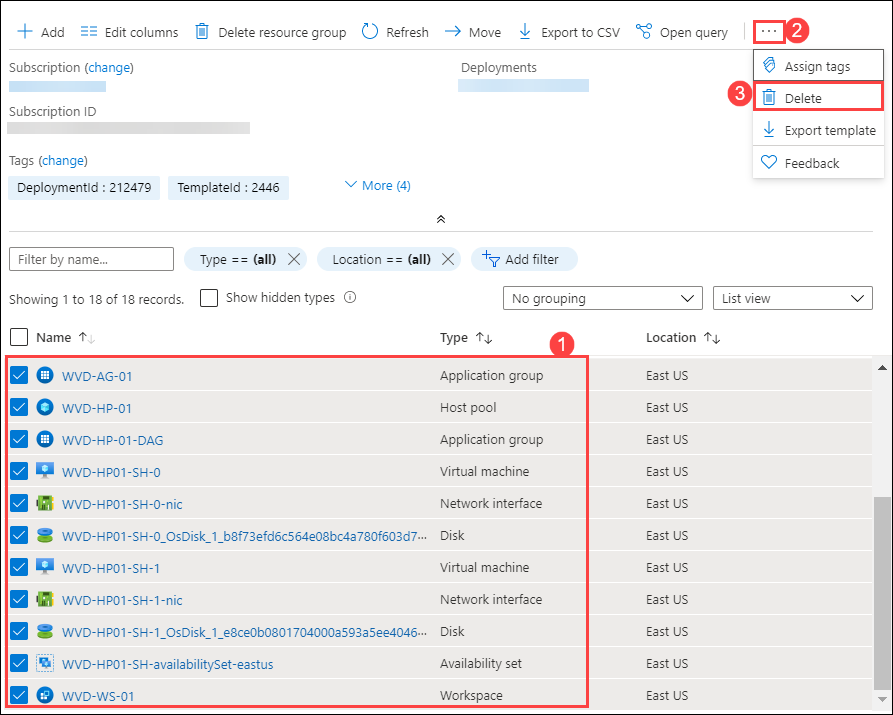 Add Edit columns Delete resource group Refresh Move Export to CSV Open query ··· 2
Subscription (change) Deployments
Assign tags
3 Delete
Subscription ID
Export template
Tags (change)
Feedback
DeploymentId : 212479 TemplateId : 2446 More (4)
Filter by name... Type == (all) Location == (all) Add filter
Showing 1 to 18 of 18 records. Show hidden types No grouping List view
Name Type Location
1
WVD-AG-01 Application group East US
WVD-HP-01 Host pool East US
WVD-HP-01-DAG Application group East US
WVD-HP01-SH-0 Virtual machine East US
WVD-HP01-SH-0-nic Network interface East US
WVD-HP01-SH-0_OsDisk_1_b8f73efd6c564e08bc4a780f603d7··· Disk East US
WVD-HP01-SH-1 Virtual machine East US
WVD-HP01-SH-1-nic Network interface East US
WVD-HP01-SH-1_OsDisk_1_e8ce0b0801704000a593a5ee4046··· Disk East US
WVD-HP01-SH-availabilitySet-eastus Availability set East US
WVD-WS-01 Workspace East US